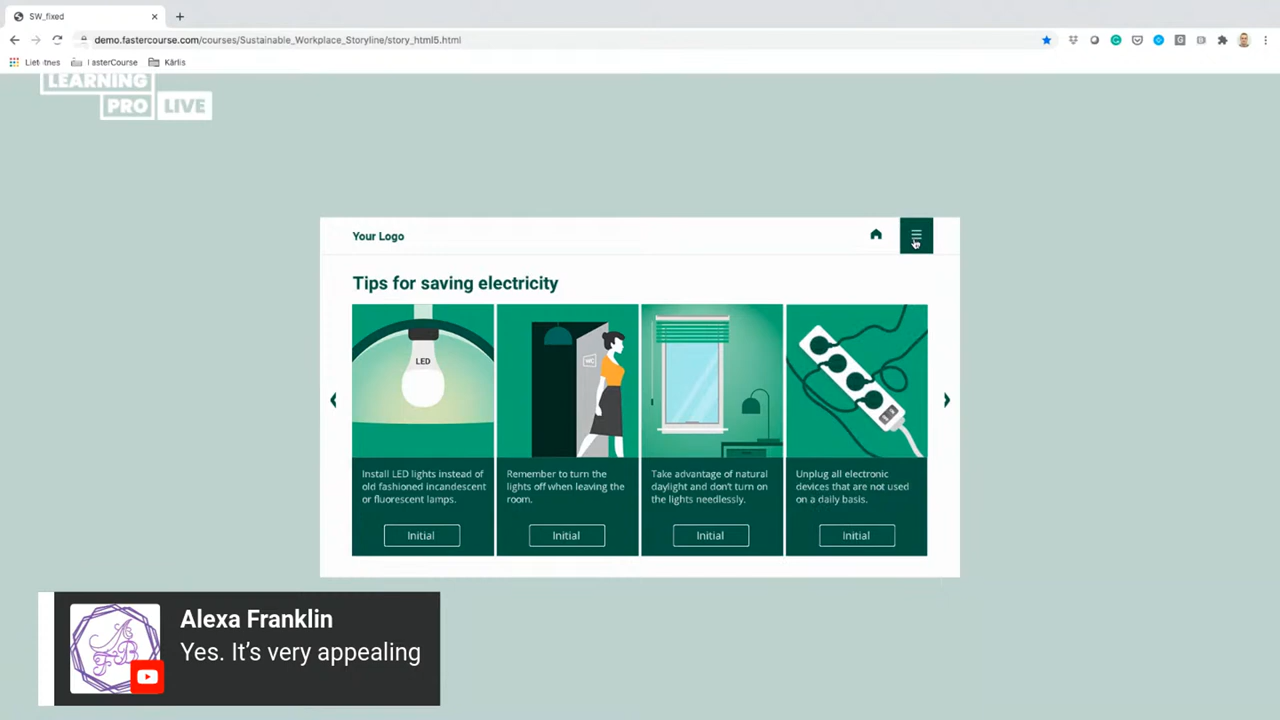 SW_fixed
demo.fastercourse.com/courses/Sustainable_Workplace_Storyline/story_html5.html
FasterCourse
Kārlis
LEARNING
PRO LIVE
Your Logo
Tips for saving electricity
LED
WC
Install LED lights instead of
old fashioned incandescent
or fluorescent lamps.
Initial
Remember to turn the
lights off when leaving the
room.
Initial
Take advantage of natural
daylight and don't turn on
the lights needlessly.
Initial
Unplug all electronic
devices that are not used
on a daily basis.
Initial
Alexa Franklin
Yes. It's very appealing